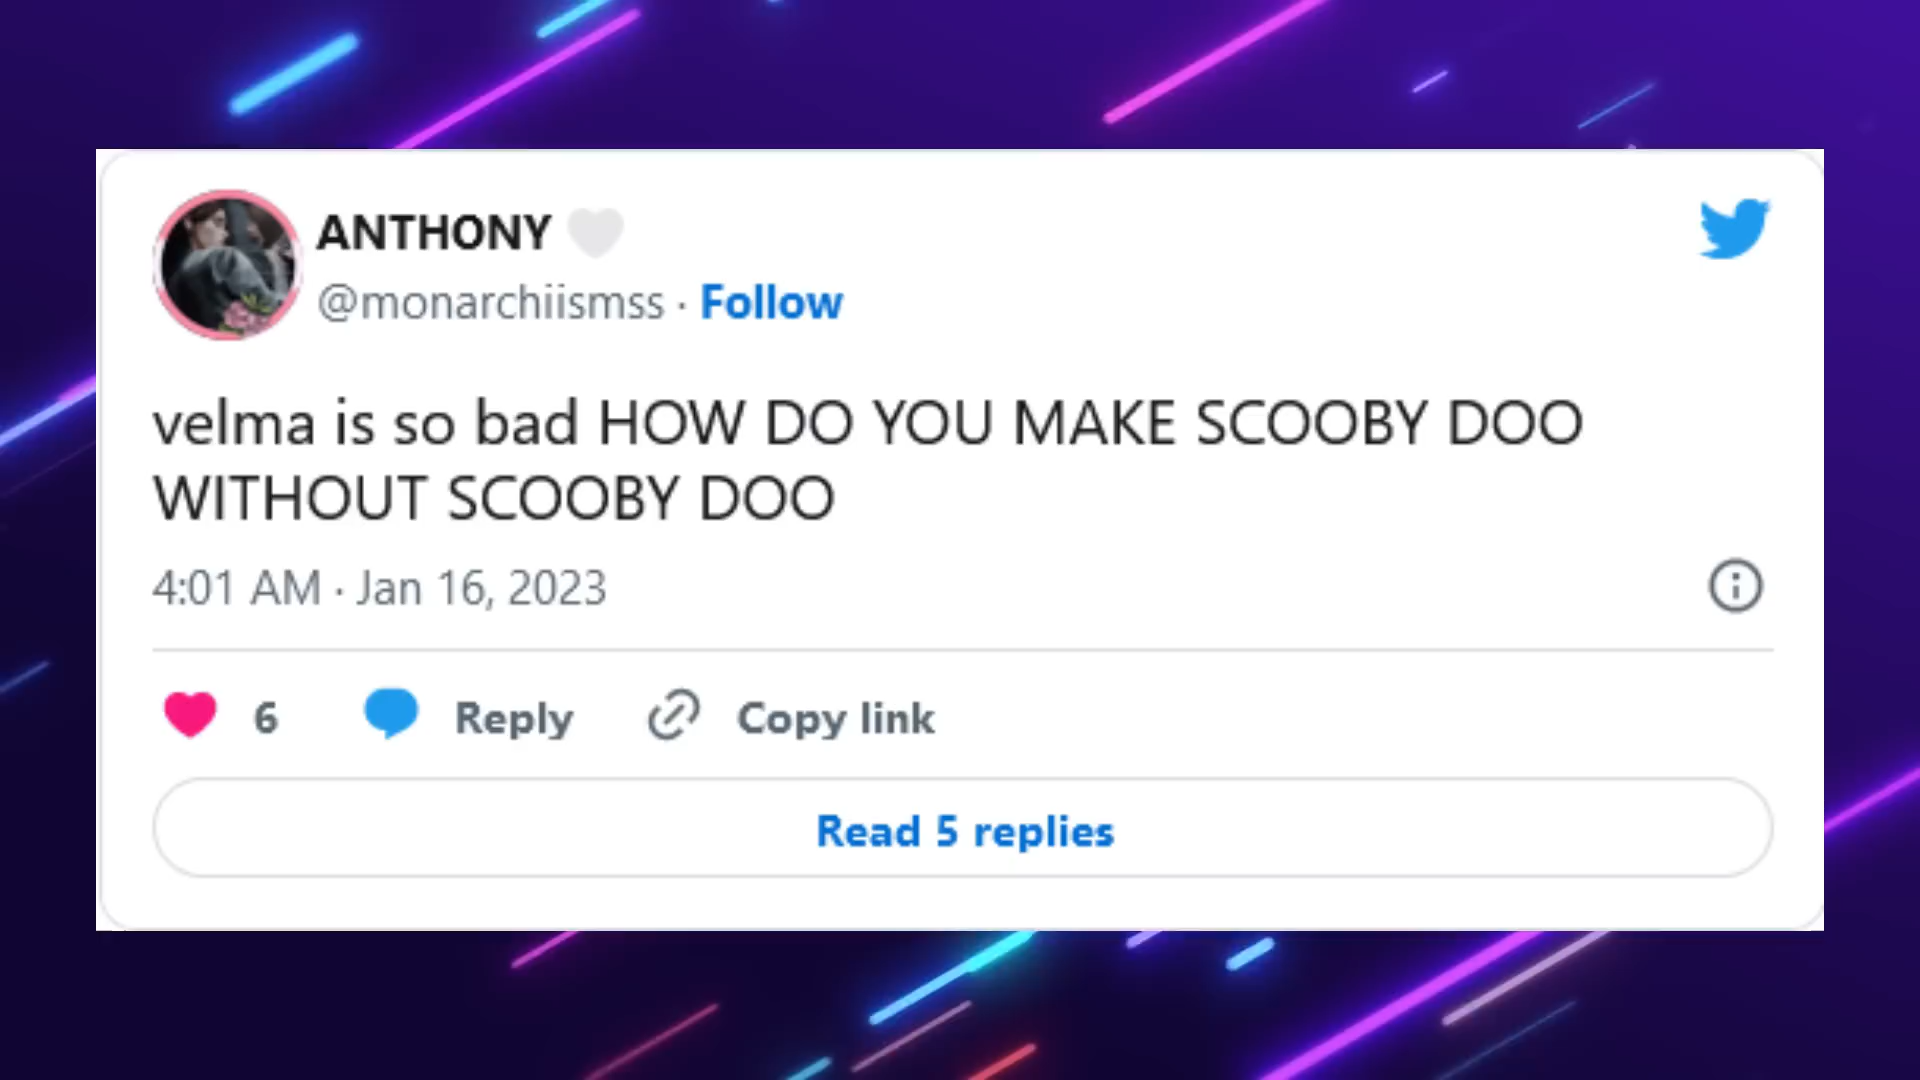 ANTHONY 🤍
@monarchiismss · Follow
velma is so bad HOW DO YOU MAKE SCOOBY DOO
WITHOUT SCOOBY DOO
4:01 AM · Jan 16, 2023
6 Reply Copy link
Read 5 replies